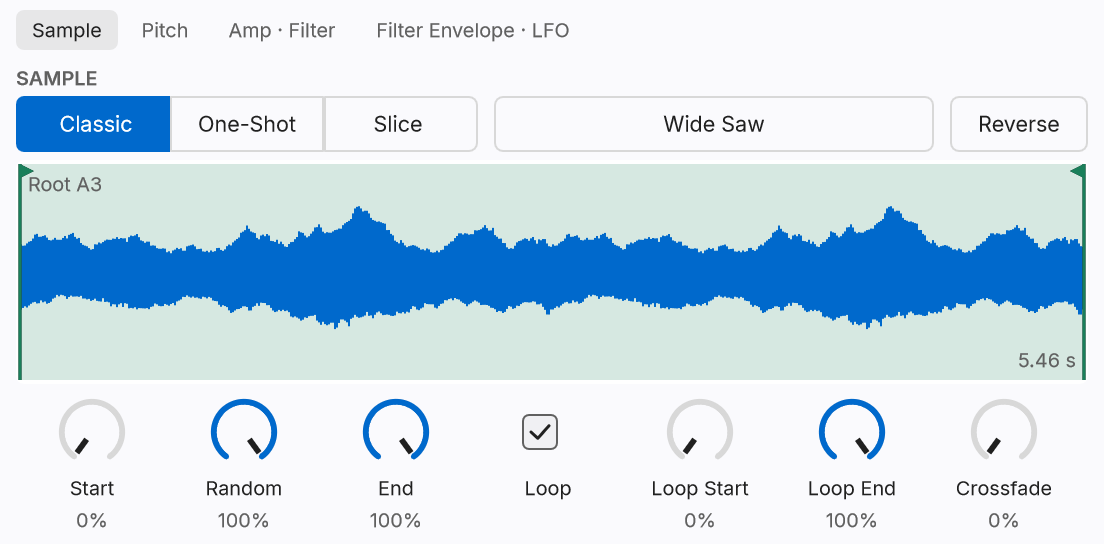 Sample Pitch Amp · Filter Filter Envelope · LFO
SAMPLE
Classic One-Shot Slice Wide Saw Reverse
Root A3
5.46 s
Start Random End Loop Loop Start Loop End Crossfade
0% 100% 100% 0% 100% 0%